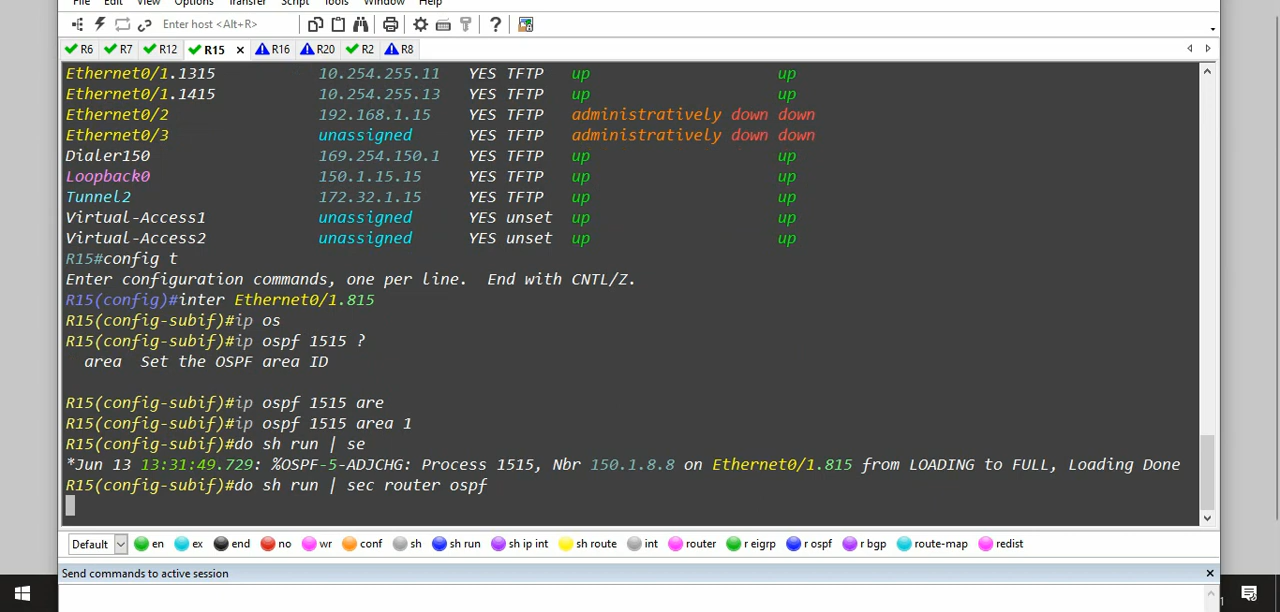 File Edit View Options Transfer Script Tools Window Help
Enter host <Alt+R>
R6 R7 R12 R15 × R16 R20 R2 R8
Ethernet0/1.1315 10.254.255.11 YES TFTP up up
Ethernet0/1.1415 10.254.255.13 YES TFTP up up
Ethernet0/2 192.168.1.15 YES TFTP administratively down down
Ethernet0/3 unassigned YES TFTP administratively down down
Dialer150 169.254.150.1 YES TFTP up up
Loopback0 150.1.15.15 YES TFTP up up
Tunnel2 172.32.1.15 YES TFTP up up
Virtual-Access1 unassigned YES unset up up
Virtual-Access2 unassigned YES unset up up
R15#config t
Enter configuration commands, one per line. End with CNTL/Z.
R15(config)#inter Ethernet0/1.815
R15(config-subif)#ip os
R15(config-subif)#ip ospf 1515 ?
area Set the OSPF area ID
R15(config-subif)#ip ospf 1515 are
R15(config-subif)#ip ospf 1515 area 1
R15(config-subif)#do sh run | se
*Jun 13 13:31:49.729: %OSPF-5-ADJCHG: Process 1515, Nbr 150.1.8.8 on Ethernet0/1.815 from LOADING to FULL, Loading Done
R15(config-subif)#do sh run | sec router ospf
Default en ex end no wr conf sh sh run sh ip int sh route int router r eigrp r ospf r bgp route-map redist
Send commands to active session ×
1